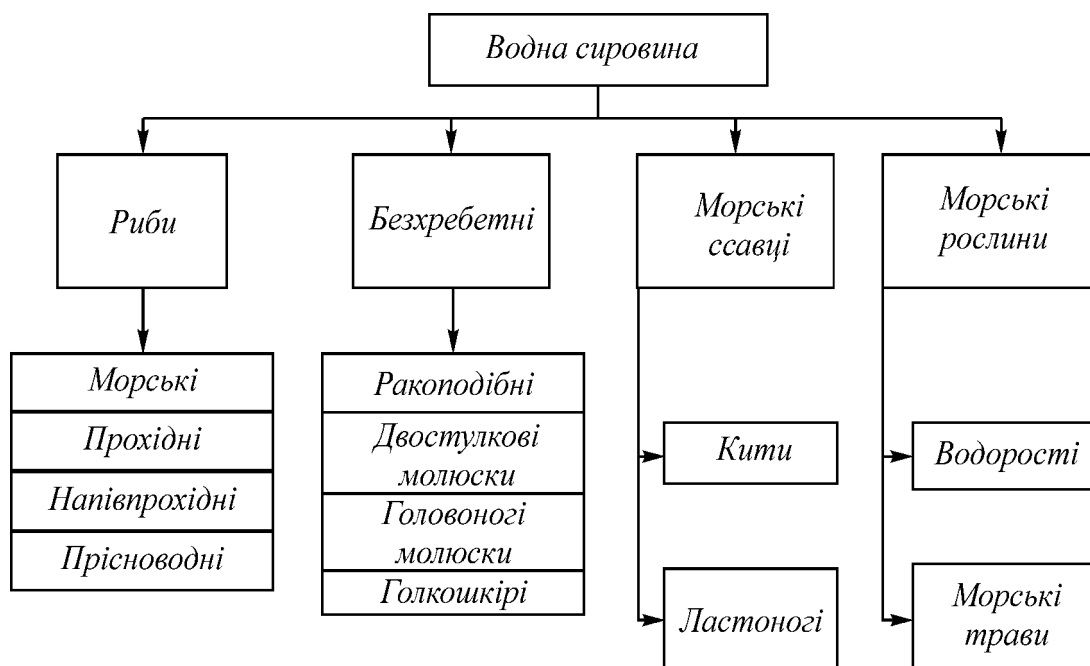 Водна сировина
Риби
Безхребетні
Морські
ссавці
Морські
рослини
Морські
Прохідні
Напівпрохідні
Прісноводні
Ракоподібні
Двостулкові
молюски
Головоногі
молюски
Голкошкірі
Кити
Ластоногі
Водорості
Морські
трави